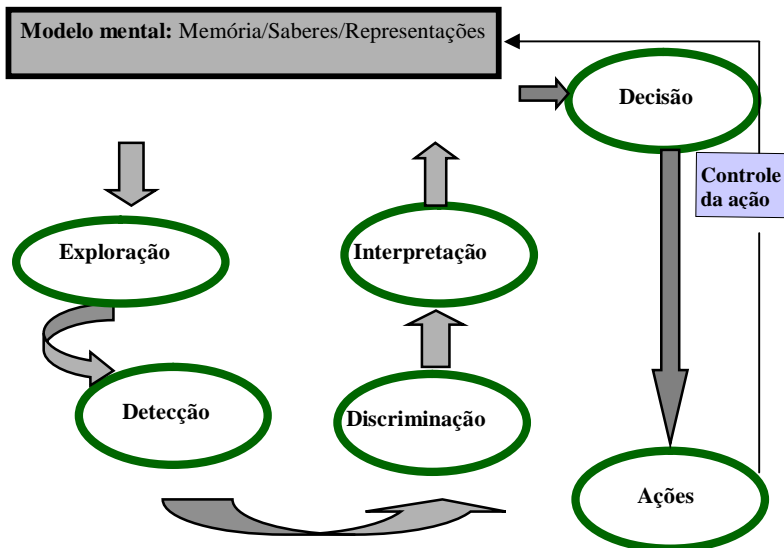 Modelo mental: Memória/Saberes/Representações
Decisão
Controle
da ação
Exploração
Interpretação
Detecção
Discriminação
Ações